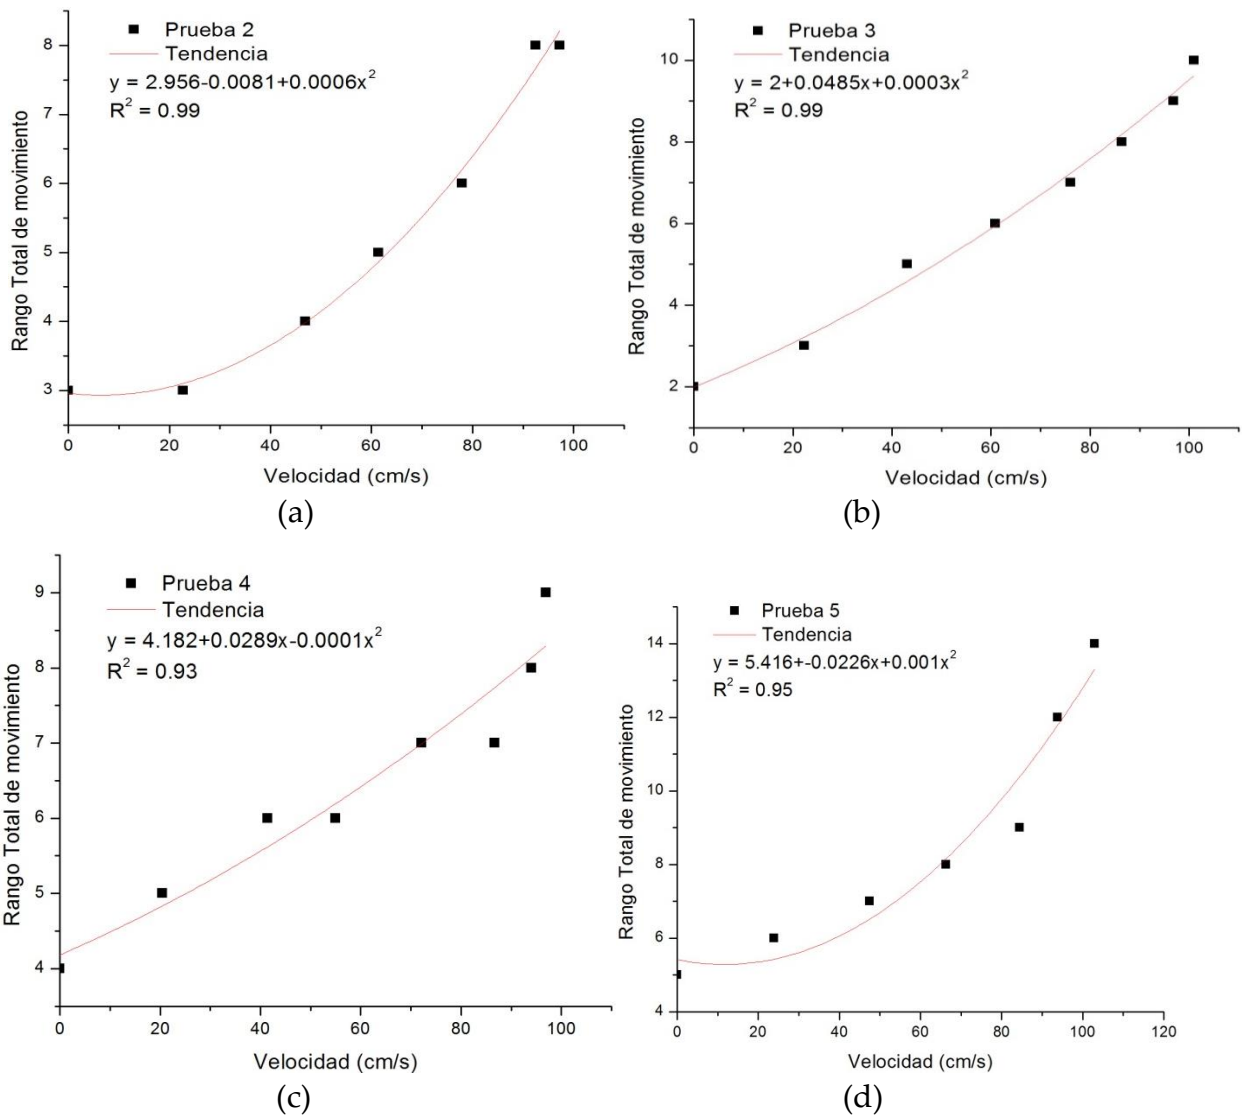 Prueba 2
Tendencia
y = 2.956-0.0081+0.0006x²
R² = 0.99
8
7
6
5
4
3
0 20 40 60 80 100
Rango Total de movimiento
Velocidad (cm/s)
(a)
Prueba 3
Tendencia
y = 2+0.0485x+0.0003x²
R² = 0.99
10
8
6
4
2
0 20 40 60 80 100
Rango Total de movimiento
Velocidad (cm/s)
(b)
Prueba 4
Tendencia
y = 4.182+0.0289x-0.0001x²
R² = 0.93
9
8
7
6
5
4
0 20 40 60 80 100
Rango Total de movimiento
Velocidad (cm/s)
(c)
Prueba 5
Tendencia
y = 5.416+-0.0226x+0.001x²
R² = 0.95
14
12
10
8
6
4
0 20 40 60 80 100 120
Rango Total de movimiento
Velocidad (cm/s)
(d)